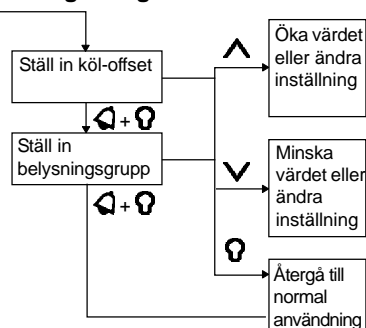 Ställ in köl-offset
+
Ställ in
belysningsgrupp
+
Öka värdet
eller ändra
inställning
Minska
värdet eller
ändra
inställning
Återgå till
normal
användning